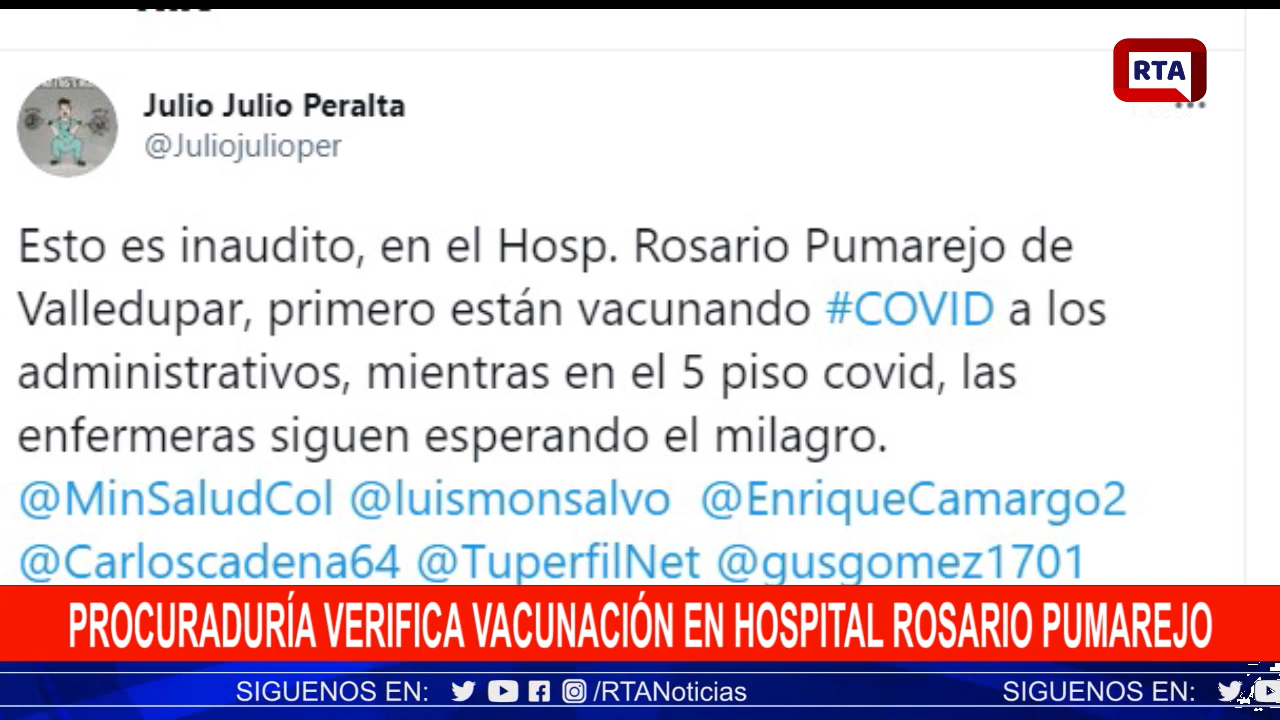 RTA
Julio Julio Peralta
@Juliojulioper
Esto es inaudito, en el Hosp. Rosario Pumarejo de
Valledupar, primero están vacunando #COVID a los
administrativos, mientras en el 5 piso covid, las
enfermeras siguen esperando el milagro.
@MinSaludCol @luismonsalvo @EnriqueCamargo2
@Carloscadena64 @TuperfilNet @gusgomez1701
PROCURADURÍA VERIFICA VACUNACIÓN EN HOSPITAL ROSARIO PUMAREJO
SIGUENOS EN: /RTANoticias SIGUENOS EN: